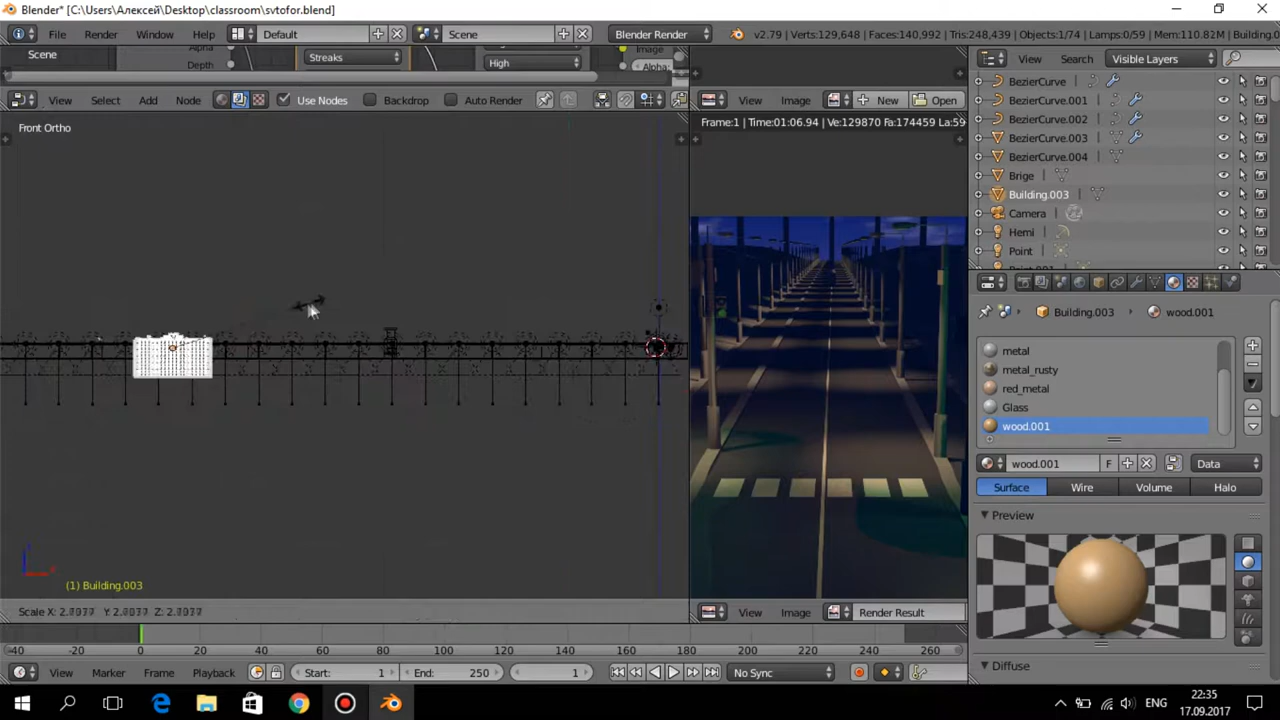 Blender* [C:\Users\Алексей\Desktop\classroom\svtofor.blend]
File Render Window Help Default Scene Blender Render v2.79 | Verts:129,648 | Faces:140,992 | Tris:248,439 | Objects:1/74 | Lamps:0/59 | Mem:110.82M | Building.0
Scene Alpha Depth Streaks High Image Alpha:
View Search Visible Layers
View Select Add Node Use Nodes Backdrop Auto Render View Image New Open
Front Ortho
Frame:1 | Time:01:06.94 | Ve:129870 Fa:174459 La:59
BezierCurve
BezierCurve.001
BezierCurve.002
BezierCurve.003
BezierCurve.004
Brige
Building.003
Camera
Hemi
Point
Building.003 wood.001
metal
metal_rusty
red_metal
Glass
wood.001
wood.001 F Data
Surface Wire Volume Halo
Preview
Diffuse
(1) Building.003
View Image Render Result
-40 -20 0 20 40 60 80 100 120 140 160 180 200 220 240 260
View Marker Frame Playback Start: 1 End: 250 1 No Sync
ENG
22:35
17.09.2017